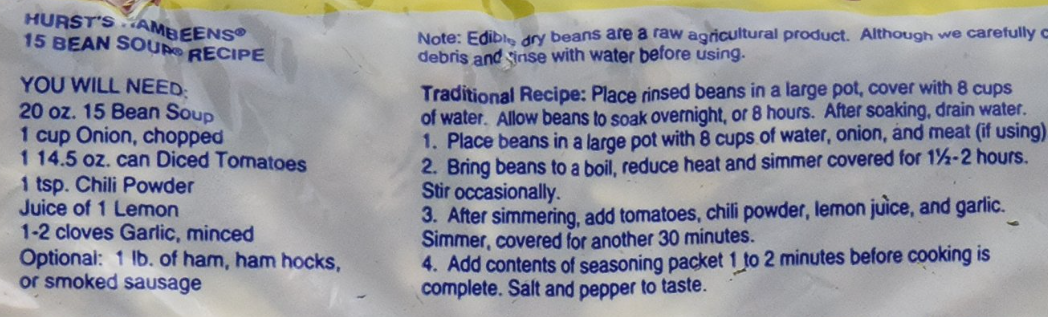 HURST'S HAMBEENS®
15 BEAN SOUP® RECIPE
YOU WILL NEED:
20 oz. 15 Bean Soup
1 cup Onion, chopped
1 14.5 oz. can Diced Tomatoes
1 tsp. Chili Powder
Juice of 1 Lemon
1-2 cloves Garlic, minced
Optional: 1 lb. of ham, ham hocks,
or smoked sausage
Note: Edible dry beans are a raw agricultural product. Although we carefully
debris and rinse with water before using.
Traditional Recipe: Place rinsed beans in a large pot, cover with 8 cups
of water. Allow beans to soak overnight, or 8 hours. After soaking, drain water.
1. Place beans in a large pot with 8 cups of water, onion, and meat (if using)
2. Bring beans to a boil, reduce heat and simmer covered for 1½-2 hours.
Stir occasionally.
3. After simmering, add tomatoes, chili powder, lemon juice, and garlic.
Simmer, covered for another 30 minutes.
4. Add contents of seasoning packet 1 to 2 minutes before cooking is
complete. Salt and pepper to taste.